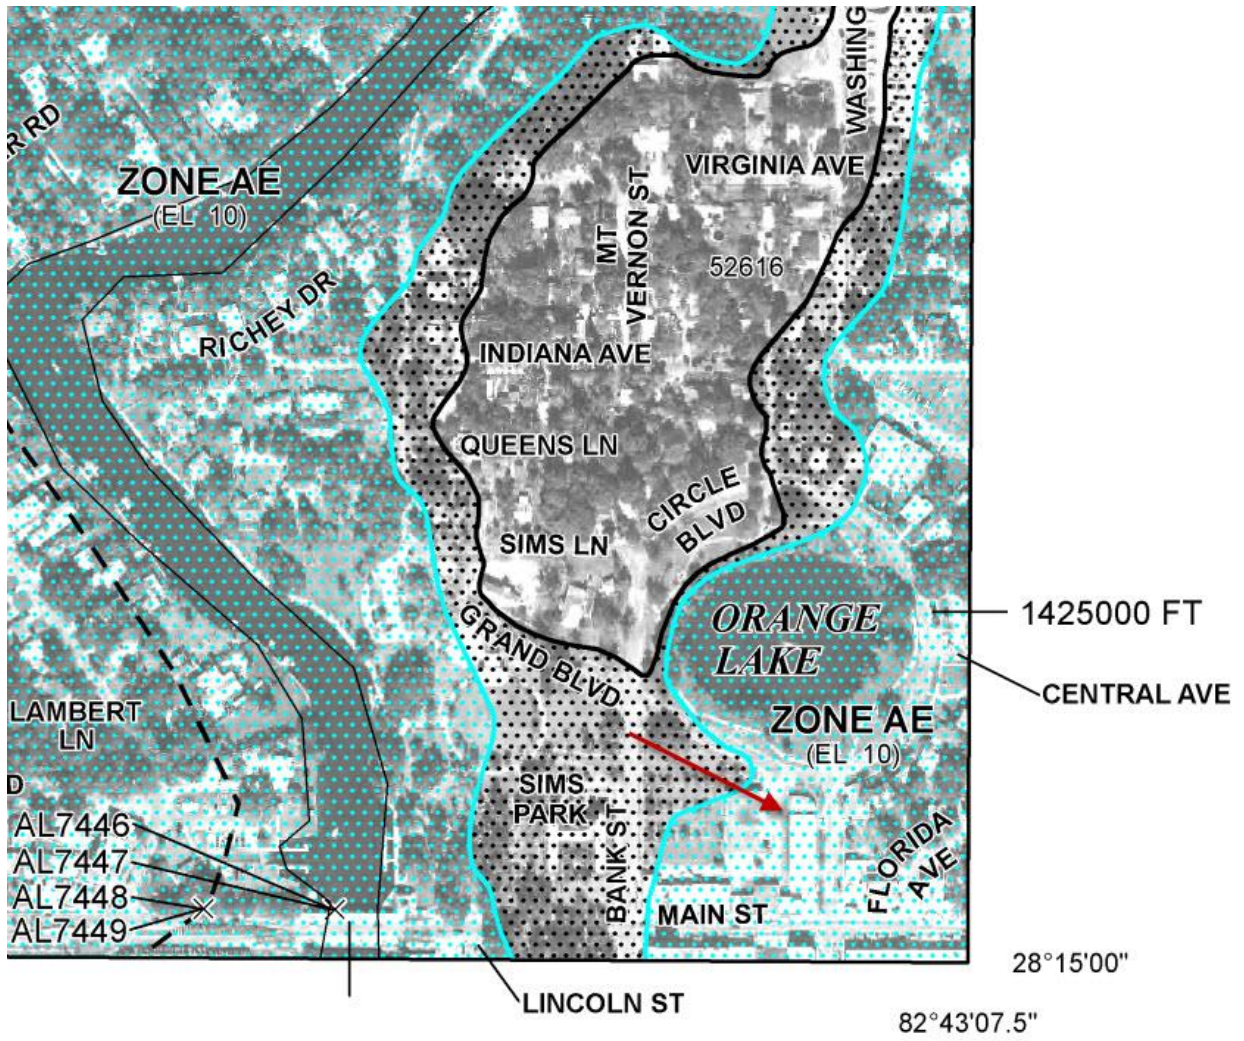 WASHING
R RD
VIRGINIA AVE
ZONE AE
(EL 10)
MT
VERNON ST
52616
RICHEY DR
INDIANA AVE
QUEENS LN
CIRCLE
BLVD
SIMS LN
GRAND BLVD
ORANGE
LAKE
1425000 FT
CENTRAL AVE
LAMBERT
LN
ZONE AE
(EL 10)
D
SIMS
PARK
BANK ST
FLORIDA
AVE
AL7446
AL7447
AL7448
AL7449
MAIN ST
LINCOLN ST
28°15'00"
82°43'07.5"